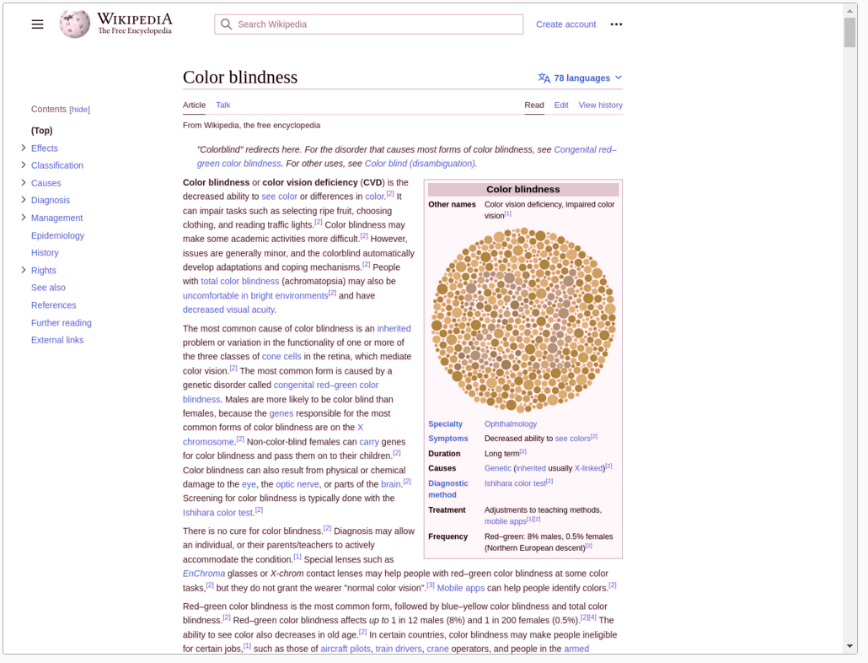 WIKIPEDIA
The Free Encyclopedia
Search Wikipedia
Create account
Color blindness
78 languages
Contents [hide]
Article Talk
Read Edit View history
From Wikipedia, the free encyclopedia
(Top)
Effects
Classification
Causes
Diagnosis
Management
Epidemiology
History
Rights
See also
References
Further reading
External links
"Colorblind" redirects here. For the disorder that causes most forms of color blindness, see Congenital red–
green color blindness. For other uses, see Color blind (disambiguation).
Color blindness or color vision deficiency (CVD) is the
decreased ability to see color or differences in color.[2] It
can impair tasks such as selecting ripe fruit, choosing
clothing, and reading traffic lights.[2] Color blindness may
make some academic activities more difficult.[2] However,
issues are generally minor, and the colorblind automatically
develop adaptations and coping mechanisms.[2] People
with total color blindness (achromatopsia) may also be
uncomfortable in bright environments[2] and have
decreased visual acuity.
The most common cause of color blindness is an inherited
problem or variation in the functionality of one or more of
the three classes of cone cells in the retina, which mediate
color vision.[2] The most common form is caused by a
genetic disorder called congenital red–green color
blindness. Males are more likely to be color blind than
females, because the genes responsible for the most
common forms of color blindness are on the X
chromosome.[2] Non-color-blind females can carry genes
for color blindness and pass them on to their children.[2]
Color blindness can also result from physical or chemical
damage to the eye, the optic nerve, or parts of the brain.[2]
Screening for color blindness is typically done with the
Ishihara color test.[2]
There is no cure for color blindness.[2] Diagnosis may allow
an individual, or their parents/teachers to actively
accommodate the condition.[1] Special lenses such as
EnChroma glasses or X-chrom contact lenses may help people with red–green color blindness at some color
tasks,[2] but they do not grant the wearer "normal color vision".[3] Mobile apps can help people identify colors.[2]
Red–green color blindness is the most common form, followed by blue–yellow color blindness and total color
blindness.[2] Red–green color blindness affects up to 1 in 12 males (8%) and 1 in 200 females (0.5%).[2][4] The
ability to see color also decreases in old age.[2] In certain countries, color blindness may make people ineligible
for certain jobs,[1] such as those of aircraft pilots, train drivers, crane operators, and people in the armed
Color blindness
Other names Color vision deficiency, impaired color
vision[1]
Specialty Ophthalmology
Symptoms Decreased ability to see colors[2]
Duration Long term[2]
Causes Genetic (inherited usually X-linked)[2]
Diagnostic Ishihara color test[2]
method
Treatment Adjustments to teaching methods,
mobile apps[1][2]
Frequency Red–green: 8% males, 0.5% females
(Northern European descent)[2]